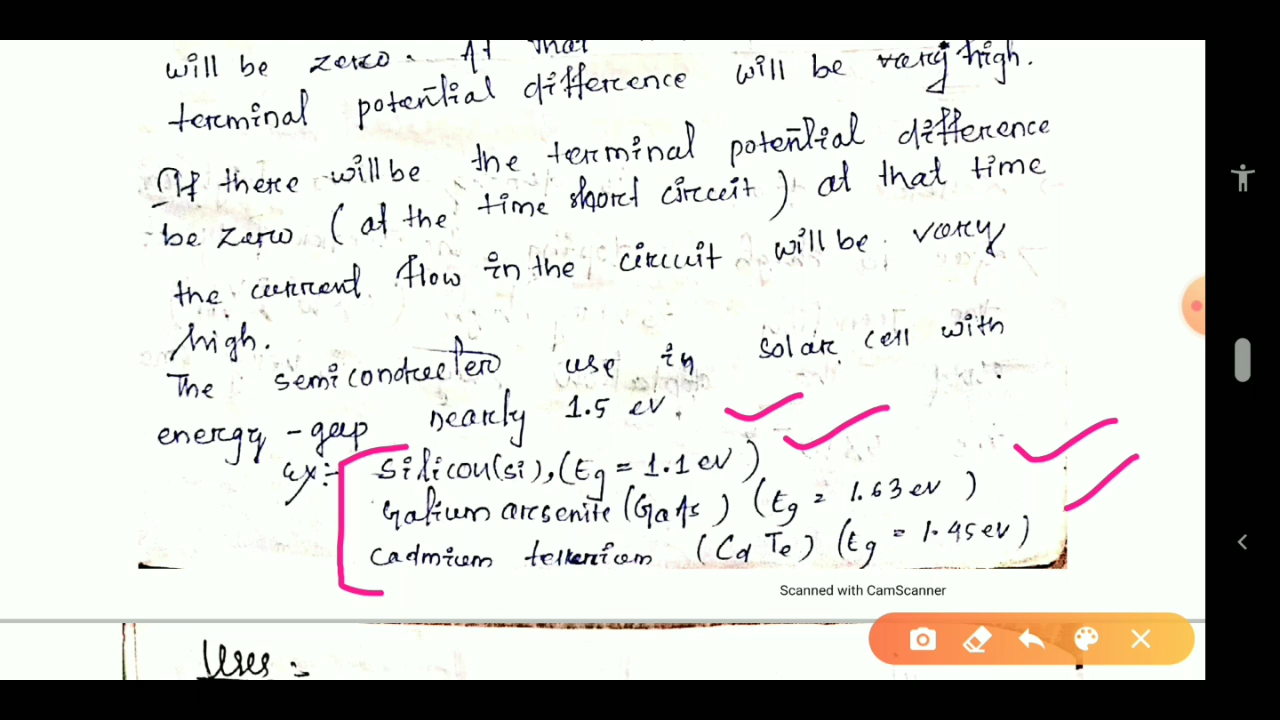 will be zero. At that
terminal potential difference will be very high.
If there will be the terminal potential difference
be zero (at the time short circuit) at that time
the current flow in the circuit will be very
high.
The semiconductor use in solar cell with
energy-gap nearly 1.5 eV.
ex:- Silicon(si), (Eg = 1.1 eV)
Galium arsenite (GaAs) (Eg = 1.63 eV)
Cadmium (Cd Te) (Eg = 1.45 eV)
Scanned with CamScanner
Uses :